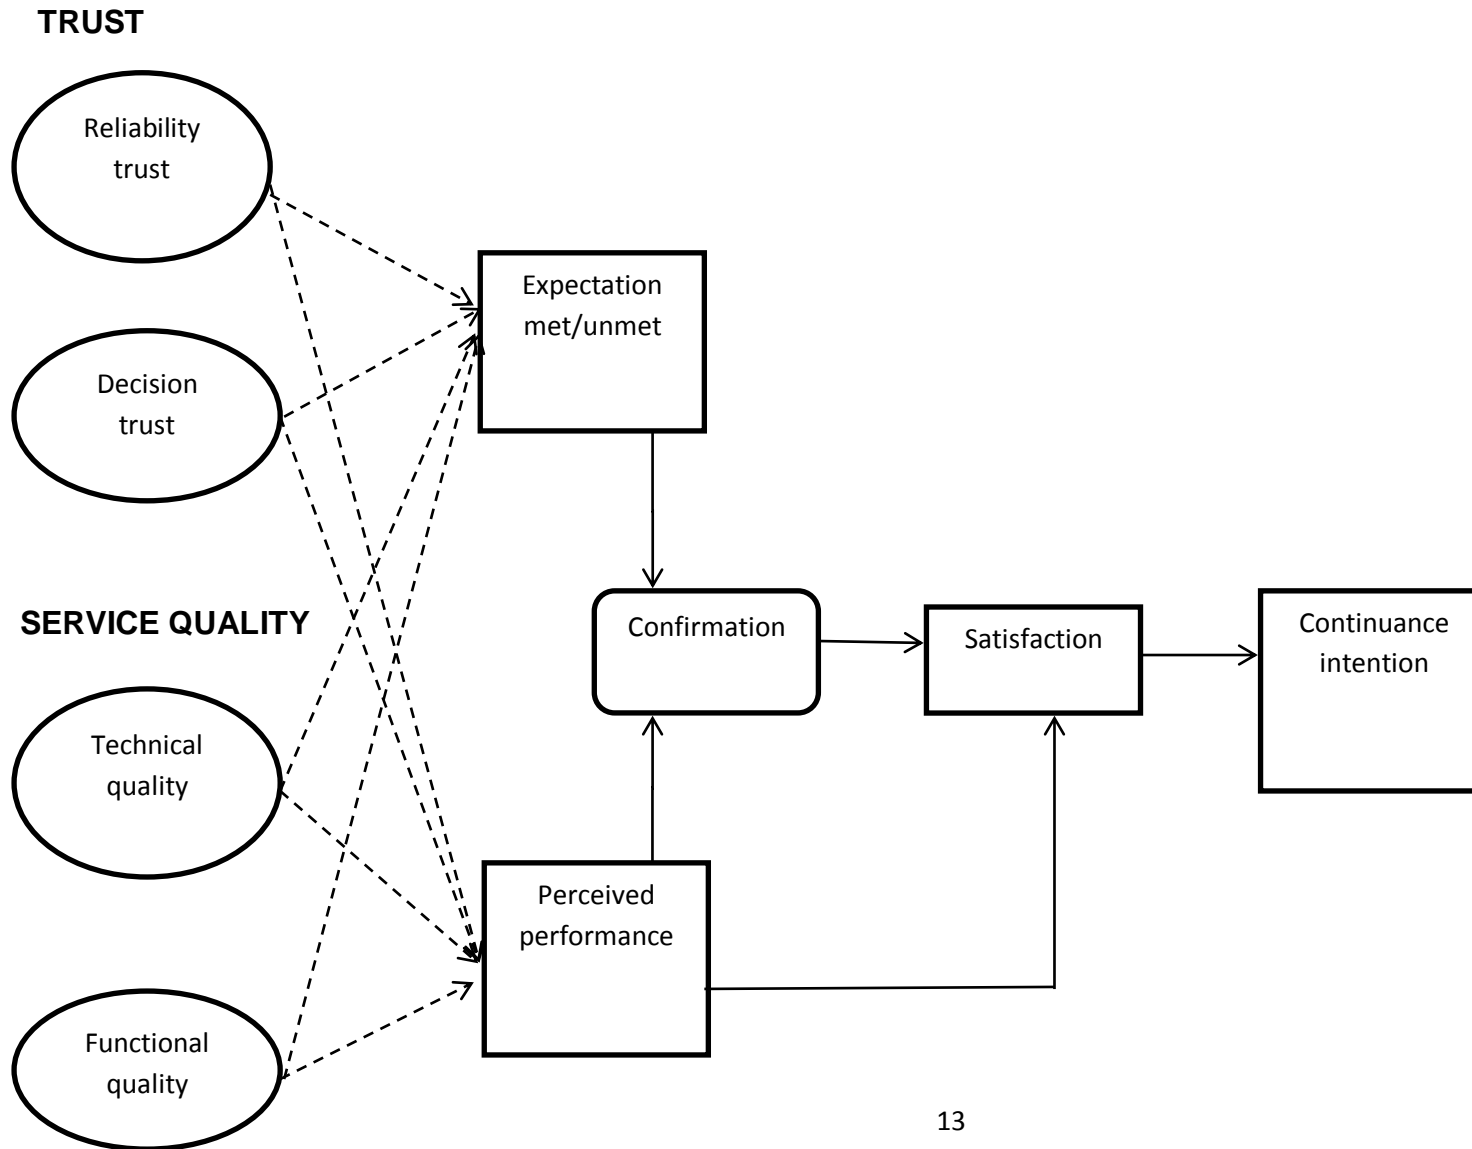 TRUST
Reliability
trust
Expectation
met/unmet
Decision
trust
SERVICE QUALITY
Confirmation
Satisfaction
Continuance
intention
Technical
quality
Perceived
performance
Functional
quality
13